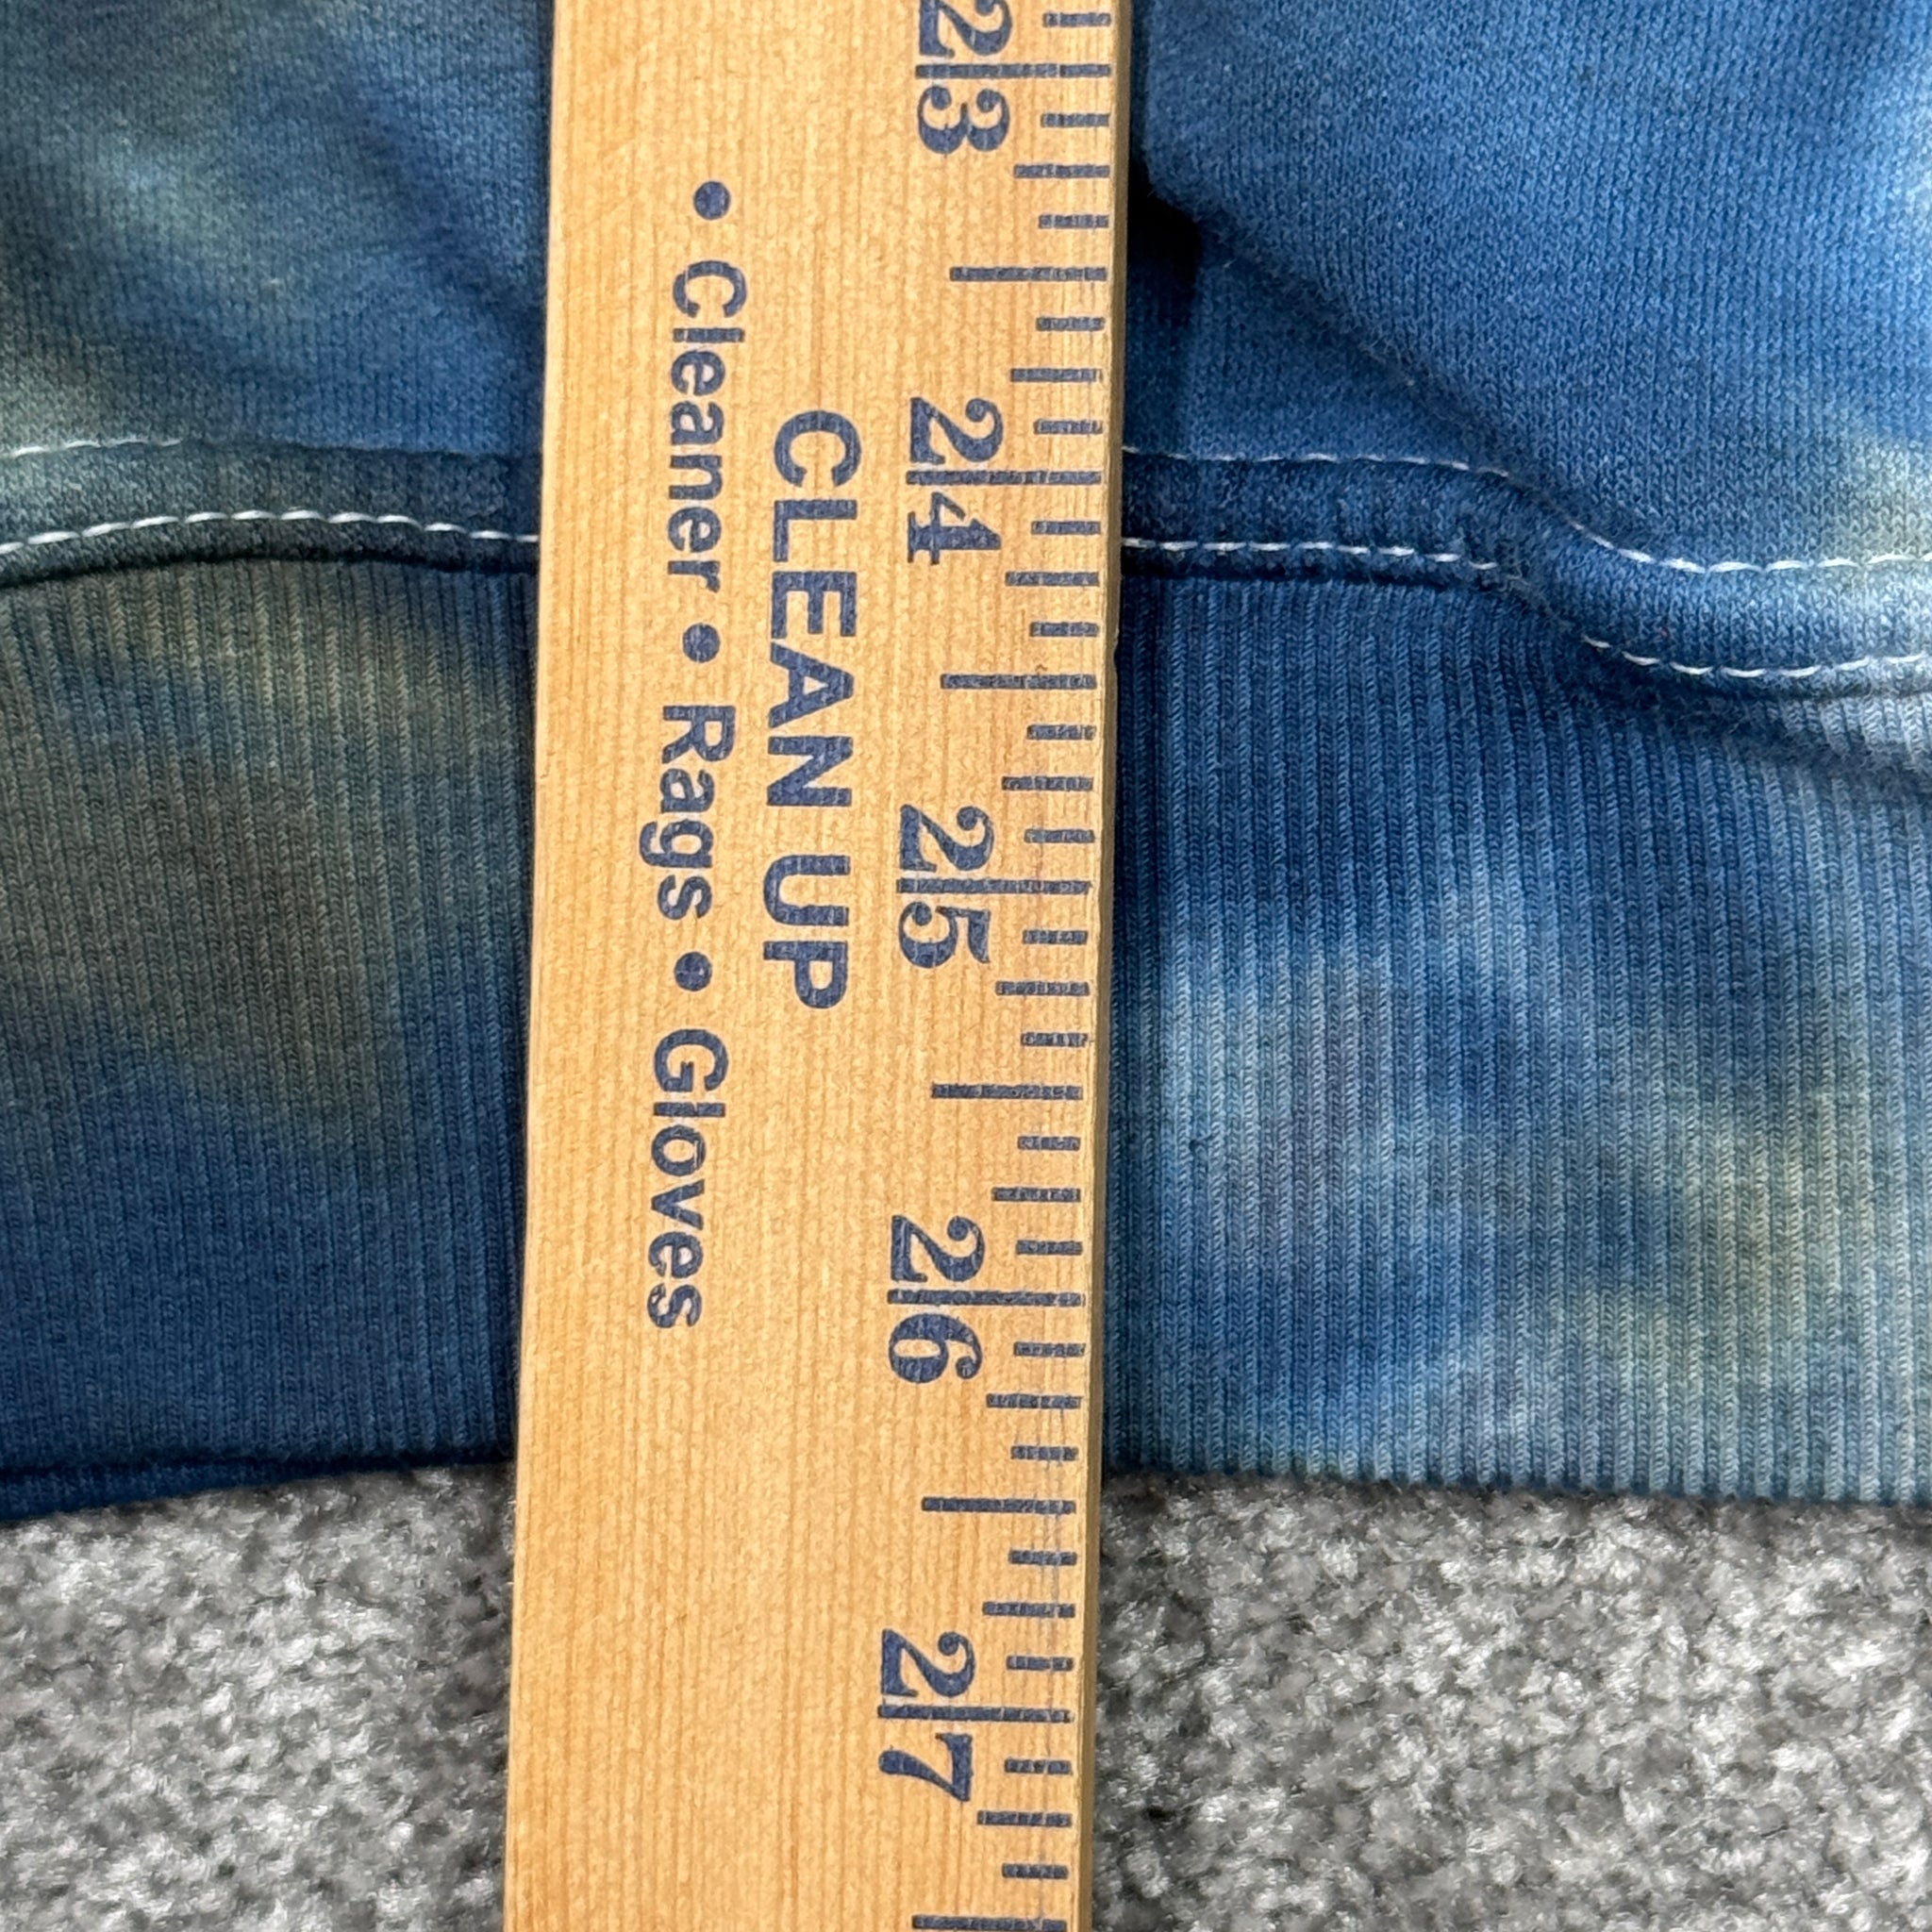 23
24
25
26
27
CLEAN UP
• Cleaner • Rags • Gloves